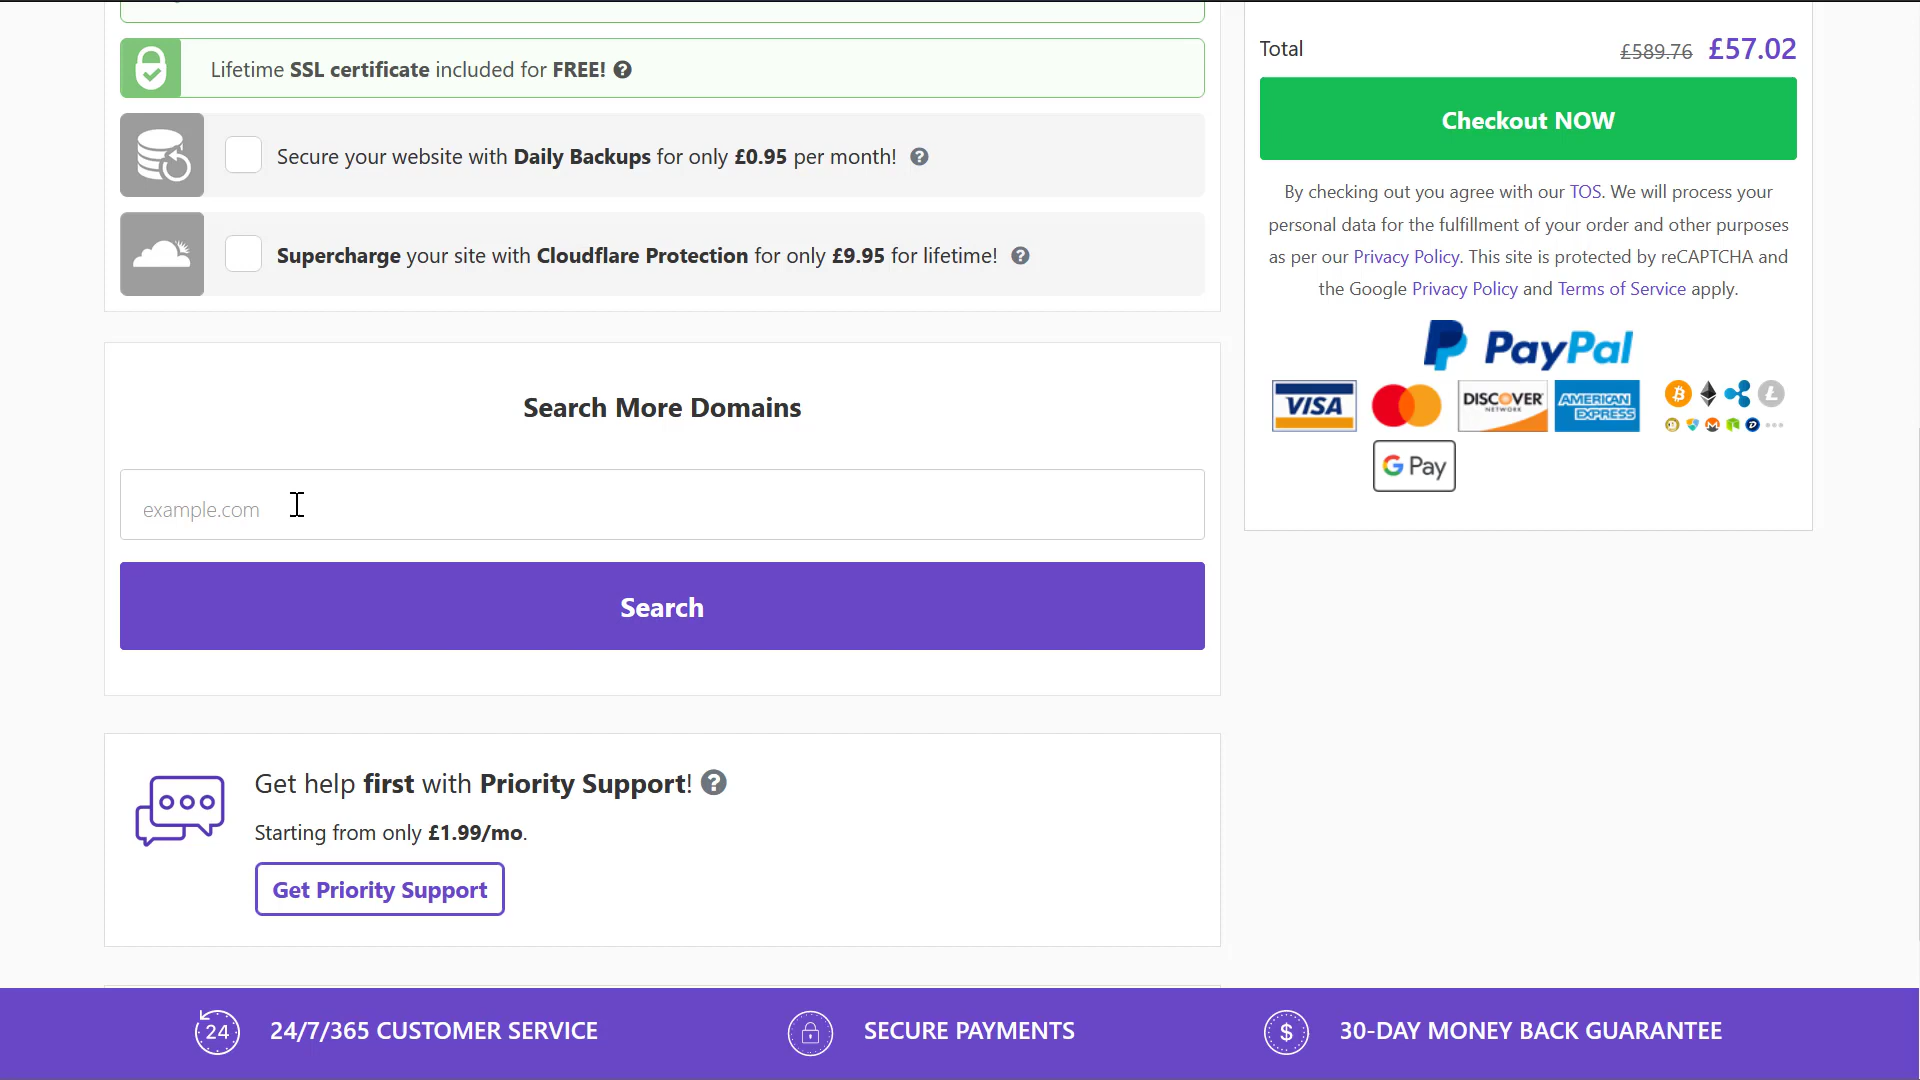 Lifetime SSL certificate included for FREE! ?
Secure your website with Daily Backups for only £0.95 per month! ?
Supercharge your site with Cloudflare Protection for only £9.95 for lifetime! ?
Search More Domains
example.com
Search
Get help first with Priority Support! ?
Starting from only £1.99/mo.
Get Priority Support
Total £589.76 £57.02
Checkout NOW
By checking out you agree with our TOS. We will process your
personal data for the fulfillment of your order and other purposes
as per our Privacy Policy. This site is protected by reCAPTCHA and
the Google Privacy Policy and Terms of Service apply.
PayPal
VISA DISCOVER NETWORK AMERICAN EXPRESS
G Pay
24 24/7/365 CUSTOMER SERVICE SECURE PAYMENTS $ 30-DAY MONEY BACK GUARANTEE